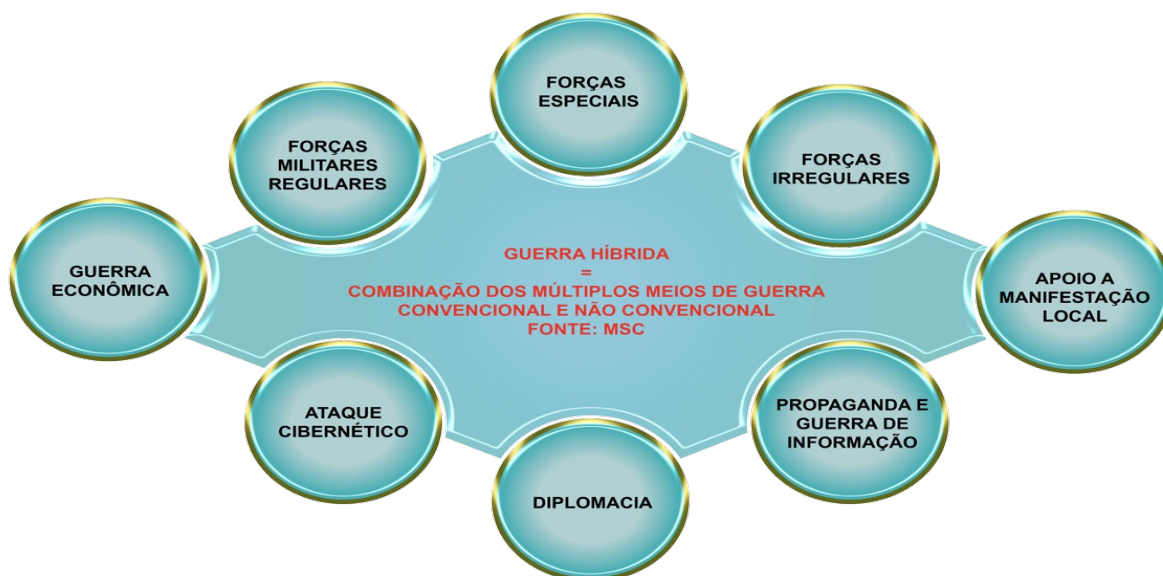 FORÇAS
ESPECIAIS
FORÇAS
MILITARES
REGULARES
FORÇAS
IRREGULARES
GUERRA
ECONÔMICA
GUERRA HÍBRIDA
=
COMBINAÇÃO DOS MÚLTIPLOS MEIOS DE GUERRA
CONVENCIONAL E NÃO CONVENCIONAL
FONTE: MSC
APOIO A
MANIFESTAÇÃO
LOCAL
ATAQUE
CIBERNÉTICO
PROPAGANDA E
GUERRA DE
INFORMAÇÃO
DIPLOMACIA